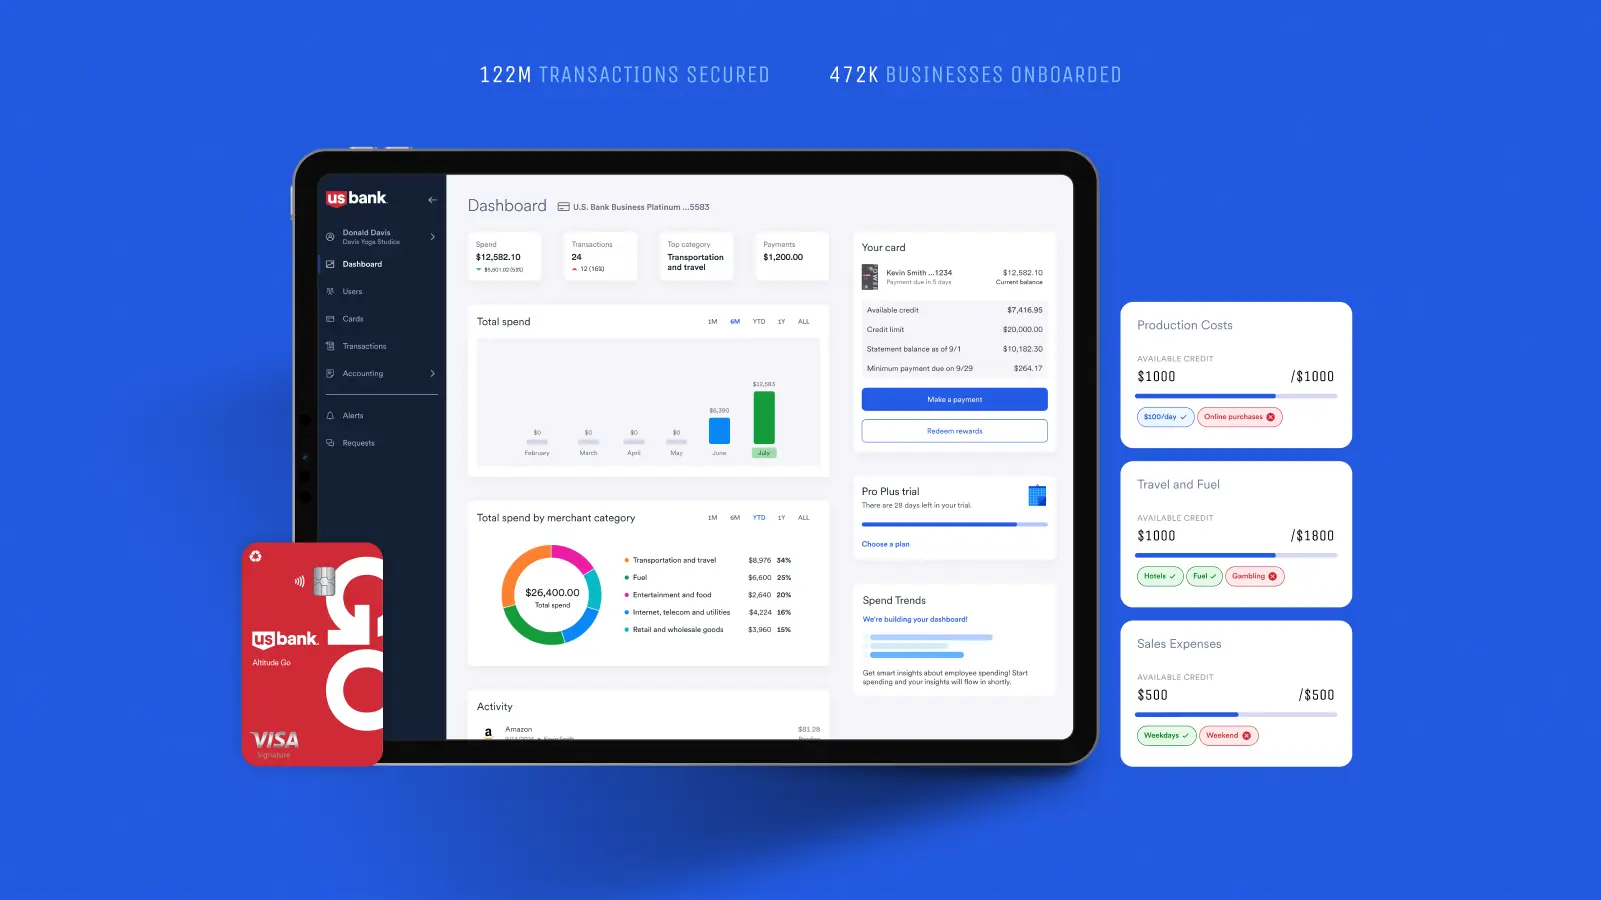 122M TRANSACTIONS SECURED
472K BUSINESSES ONBOARDED
usbank
Donald Davis
Davis Yoga Studios
Dashboard
Users
Cards
Transactions
Accounting
Alerts
Requests
Dashboard
U.S. Bank Business Platinum ...5583
Spend
$12,582.10
$5,501.02 (53%)
Transactions
24
12 (16%)
Top category
Transportation
and travel
Payments
$1,200.00
Total spend
1M 6M YTD 1Y ALL
$0 $0 $0 $0 $6,390 $12,583
February March April May June July
Total spend by merchant category
1M 6M YTD 1Y ALL
$26,400.00
Total spend
Transportation and travel $8,976 34%
Fuel $6,600 25%
Entertainment and food $2,640 20%
Internet, telecom and utilities $4,224 16%
Retail and wholesale goods $3,960 15%
Activity
a
Amazon
$81.28
Your card
Kevin Smith ...1234 $12,582.10
Payment due in 5 days Current balance
Available credit $7,416.95
Credit limit $20,000.00
Statement balance as of 9/1 $10,182.30
Minimum payment due on 9/29 $264.17
Make a payment
Redeem rewards
Pro Plus trial
There are 28 days left in your trial.
Choose a plan
Spend Trends
We're building your dashboard!
Get smart insights about employee spending! Start
spending and your insights will flow in shortly.
Production Costs
AVAILABLE CREDIT
$1000 /$1000
$100/day Online purchases
Travel and Fuel
AVAILABLE CREDIT
$1000 /$1800
Hotels Fuel Gambling
Sales Expenses
AVAILABLE CREDIT
$500 /$500
Weekdays Weekend
GO
usbank.
Altitude Go
VISA
Signature